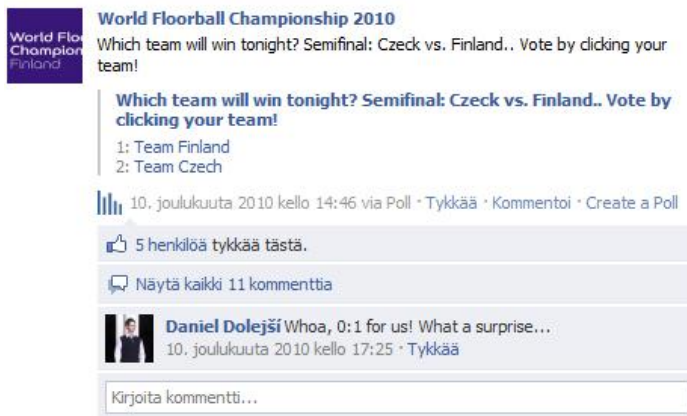 World Floorball Championship 2010
World Flo
Champion
Finland
Which team will win tonight? Semifinal: Czeck vs. Finland.. Vote by clicking your
team!
Which team will win tonight? Semifinal: Czeck vs. Finland.. Vote by
clicking your team!
1: Team Finland
2: Team Czech
10. joulukuuta 2010 kello 14:46 via Poll · Tykkää · Kommentoi · Create a Poll
5 henkilöä tykkää tästä.
Näytä kaikki 11 kommenttia
Daniel Dolejší Whoa, 0:1 for us! What a surprise...
10. joulukuuta 2010 kello 17:25 · Tykkää
Kirjoita kommentti...